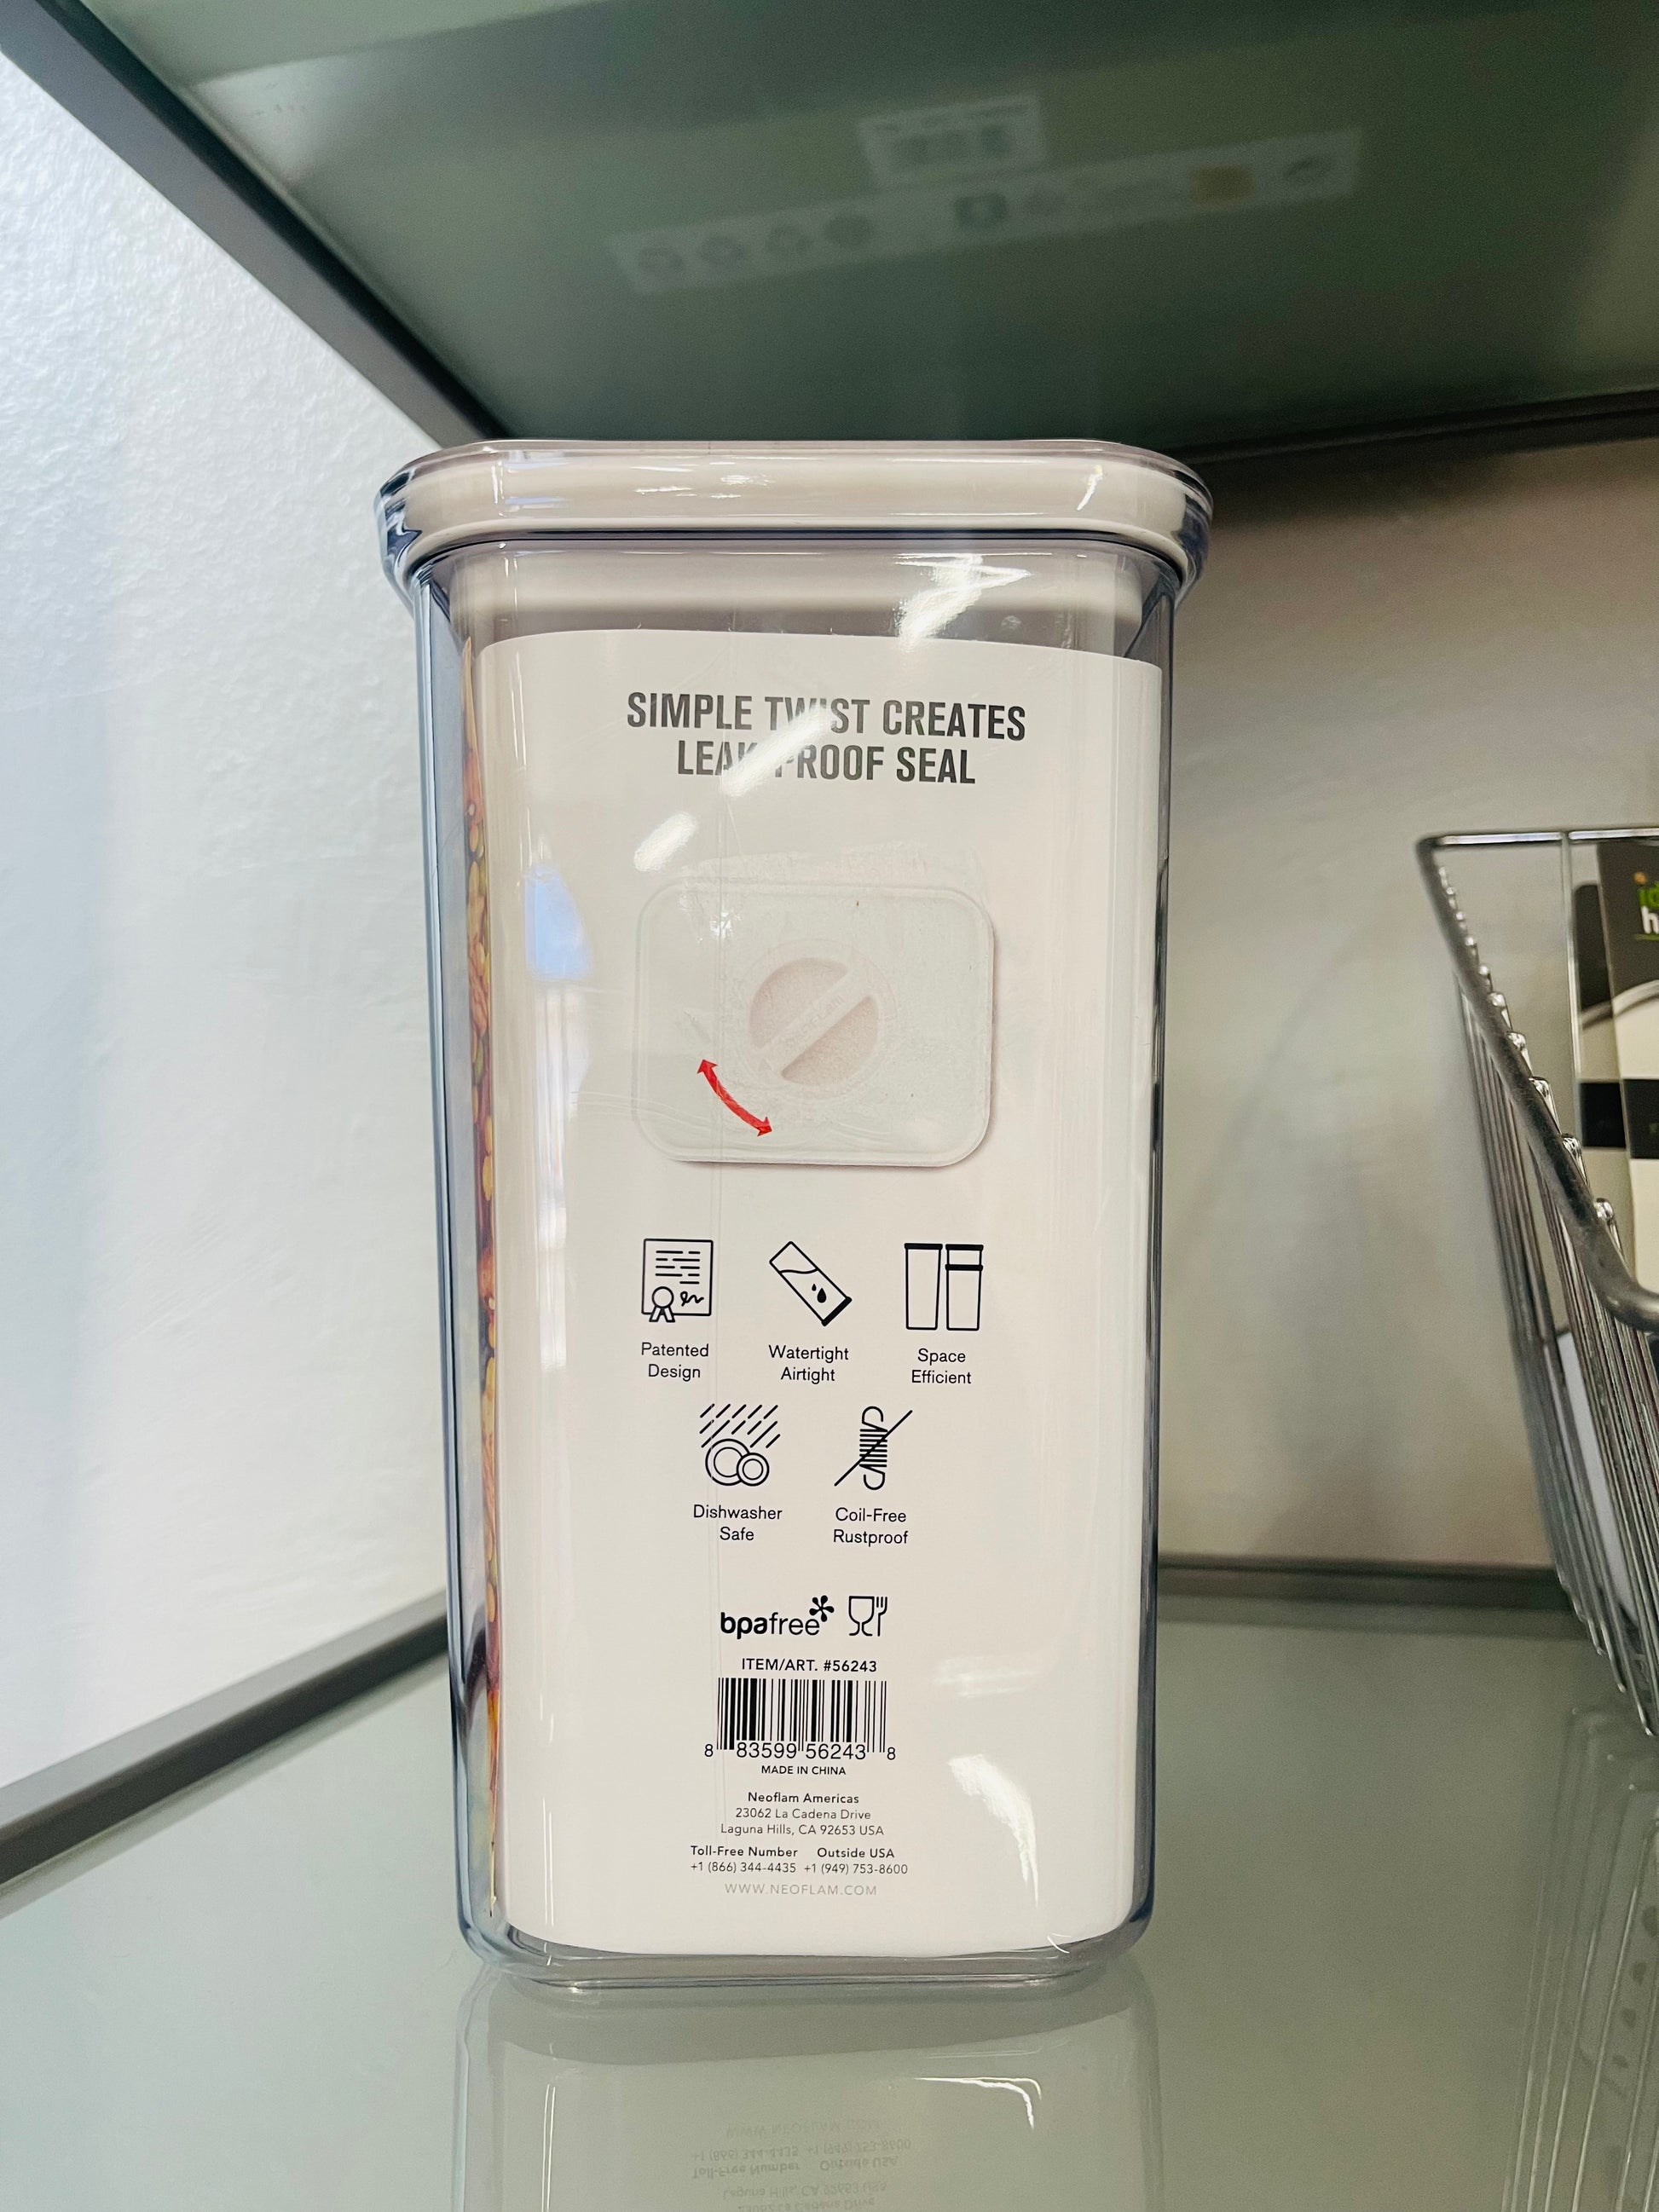 SIMPLE TWIST CREATES
LEAK PROOF SEAL
Patented
Design
Watertight
Airtight
Space
Efficient
Dishwasher
Safe
Coil-Free
Rustproof
bpafree
ITEM/ART. #56243
8 83599 56243 8
MADE IN CHINA
Neoflam Americas
23062 La Cadena Drive
Laguna Hills, CA 92653 USA
Toll-Free Number Outside USA
+1 (866) 344-4435 +1 (949) 753-8600
WWW.NEOFLAM.COM